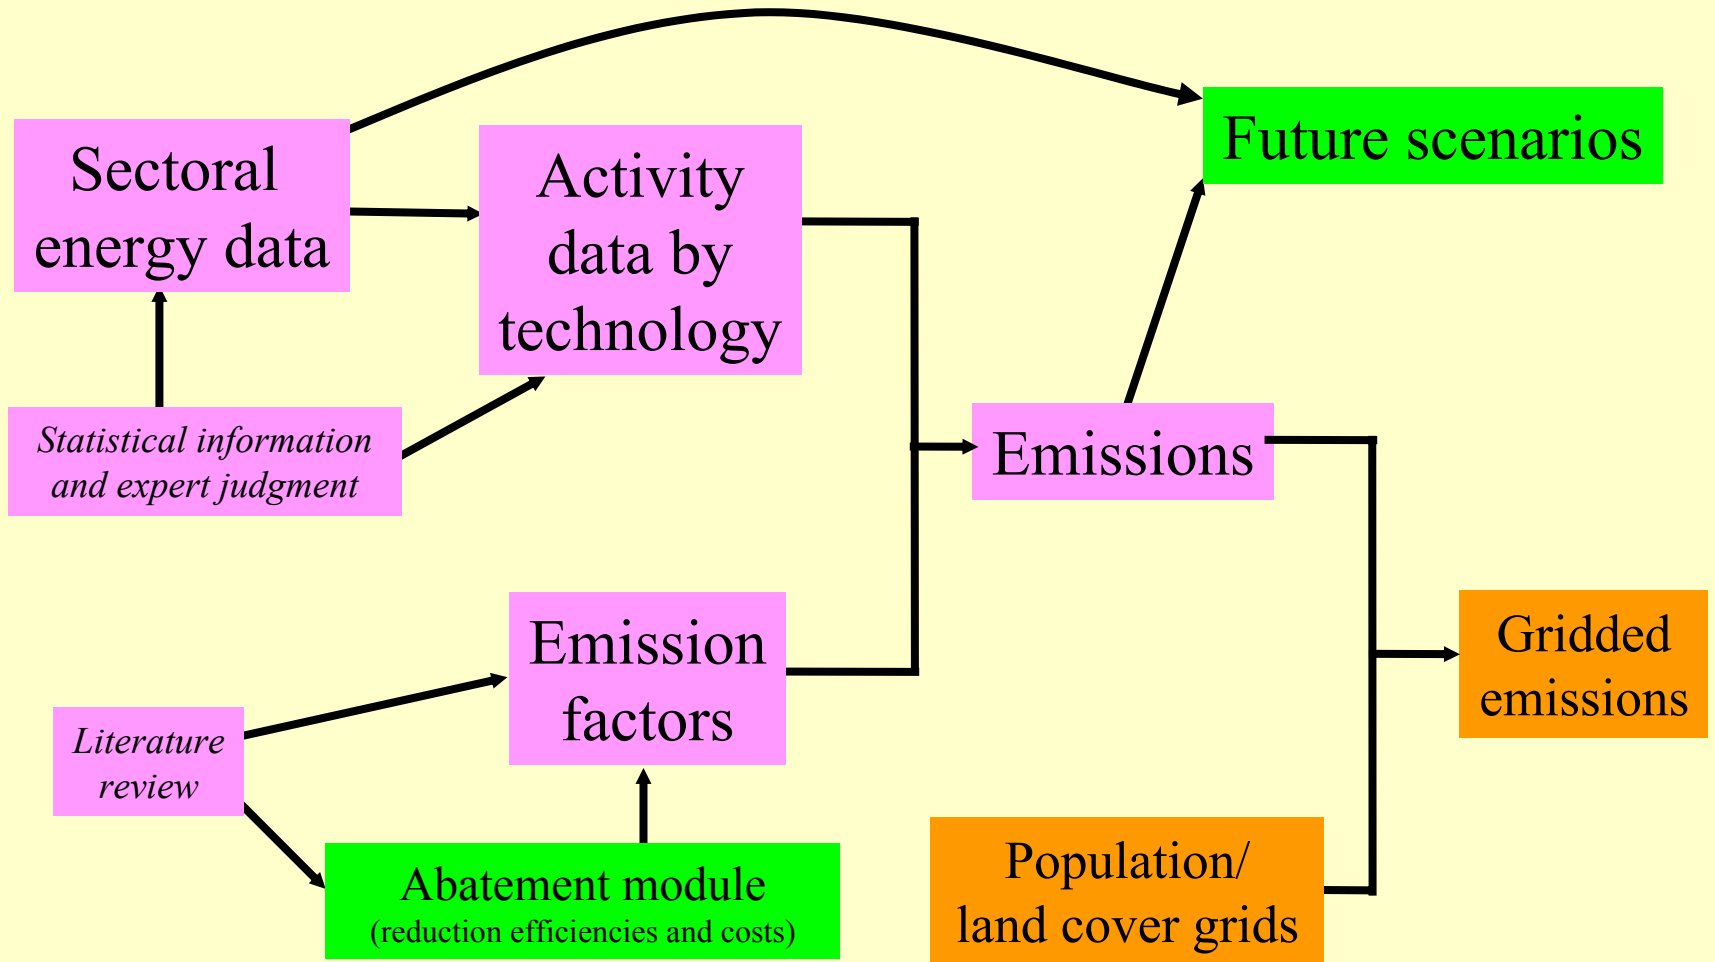 Future scenarios
Sectoral
energy data
Activity
data by
technology
Statistical information
and expert judgment
Emissions
Emission
factors
Gridded
emissions
Literature
review
Abatement module
(reduction efficiencies and costs)
Population/
land cover grids